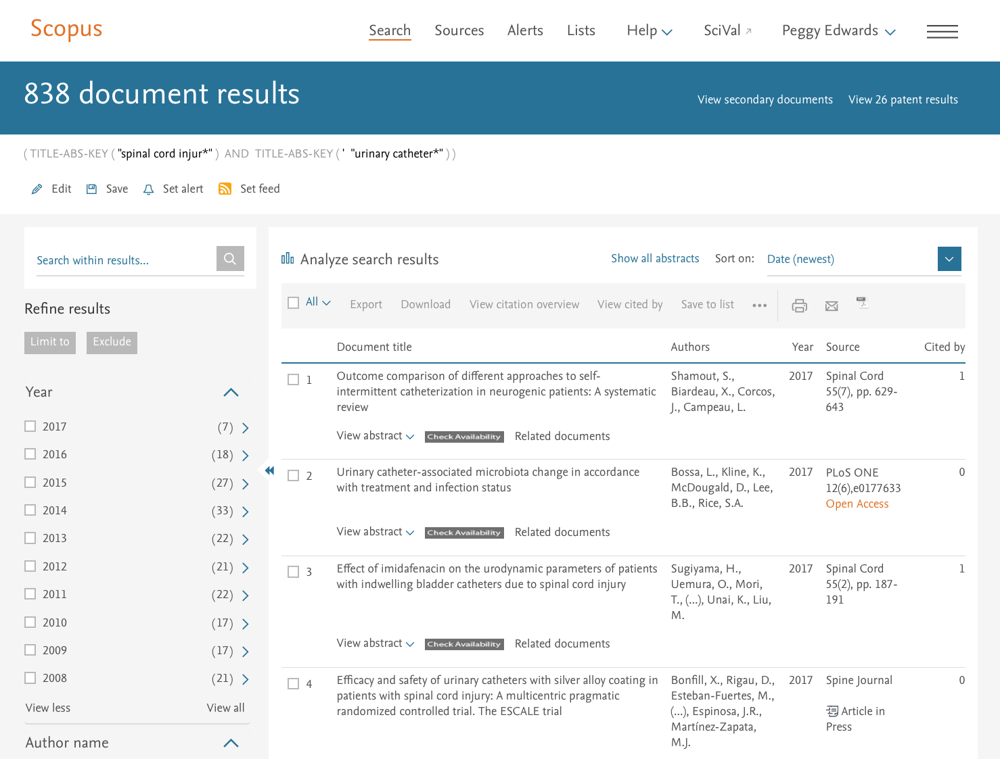 Scopus
Search Sources Alerts Lists Help SciVal Peggy Edwards
838 document results
View secondary documents View 26 patent results
( TITLE-ABS-KEY ( "spinal cord injur*" ) AND TITLE-ABS-KEY ( ' "urinary catheter*" ) )
Edit Save Set alert Set feed
Search within results...
Refine results
Limit to Exclude
Year
2017 (7)
2016 (18)
2015 (27)
2014 (33)
2013 (22)
2012 (21)
2011 (22)
2010 (17)
2009 (17)
2008 (21)
View less View all
Author name
Analyze search results
Show all abstracts Sort on: Date (newest)
All Export Download View citation overview View cited by Save to list ••• PDF
Document title Authors Year Source Cited by
1 Outcome comparison of different approaches to self- Shamout, S., 2017 Spinal Cord 1
intermittent catheterization in neurogenic patients: A systematic Biardeau, X., Corcos, 55(7), pp. 629-
review J., Campeau, L. 643
View abstract Check Availability Related documents
2 Urinary catheter-associated microbiota change in accordance Bossa, L., Kline, K., 2017 PLoS ONE 0
with treatment and infection status McDougald, D., Lee, 12(6),e0177633
B.B., Rice, S.A. Open Access
View abstract Check Availability Related documents
3 Effect of imidafenacin on the urodynamic parameters of patients Sugiyama, H., 2017 Spinal Cord 1
with indwelling bladder catheters due to spinal cord injury Uemura, O., Mori, 55(2), pp. 187-
T., (...), Unai, K., Liu, 191
M.
View abstract Check Availability Related documents
4 Efficacy and safety of urinary catheters with silver alloy coating in Bonfill, X., Rigau, D., 2017 Spine Journal 0
patients with spinal cord injury: A multicentric pragmatic Esteban-Fuertes, M.,
randomized controlled trial. The ESCALE trial (...), Espinosa, J.R., Article in
Martínez-Zapata, Press
M.J.